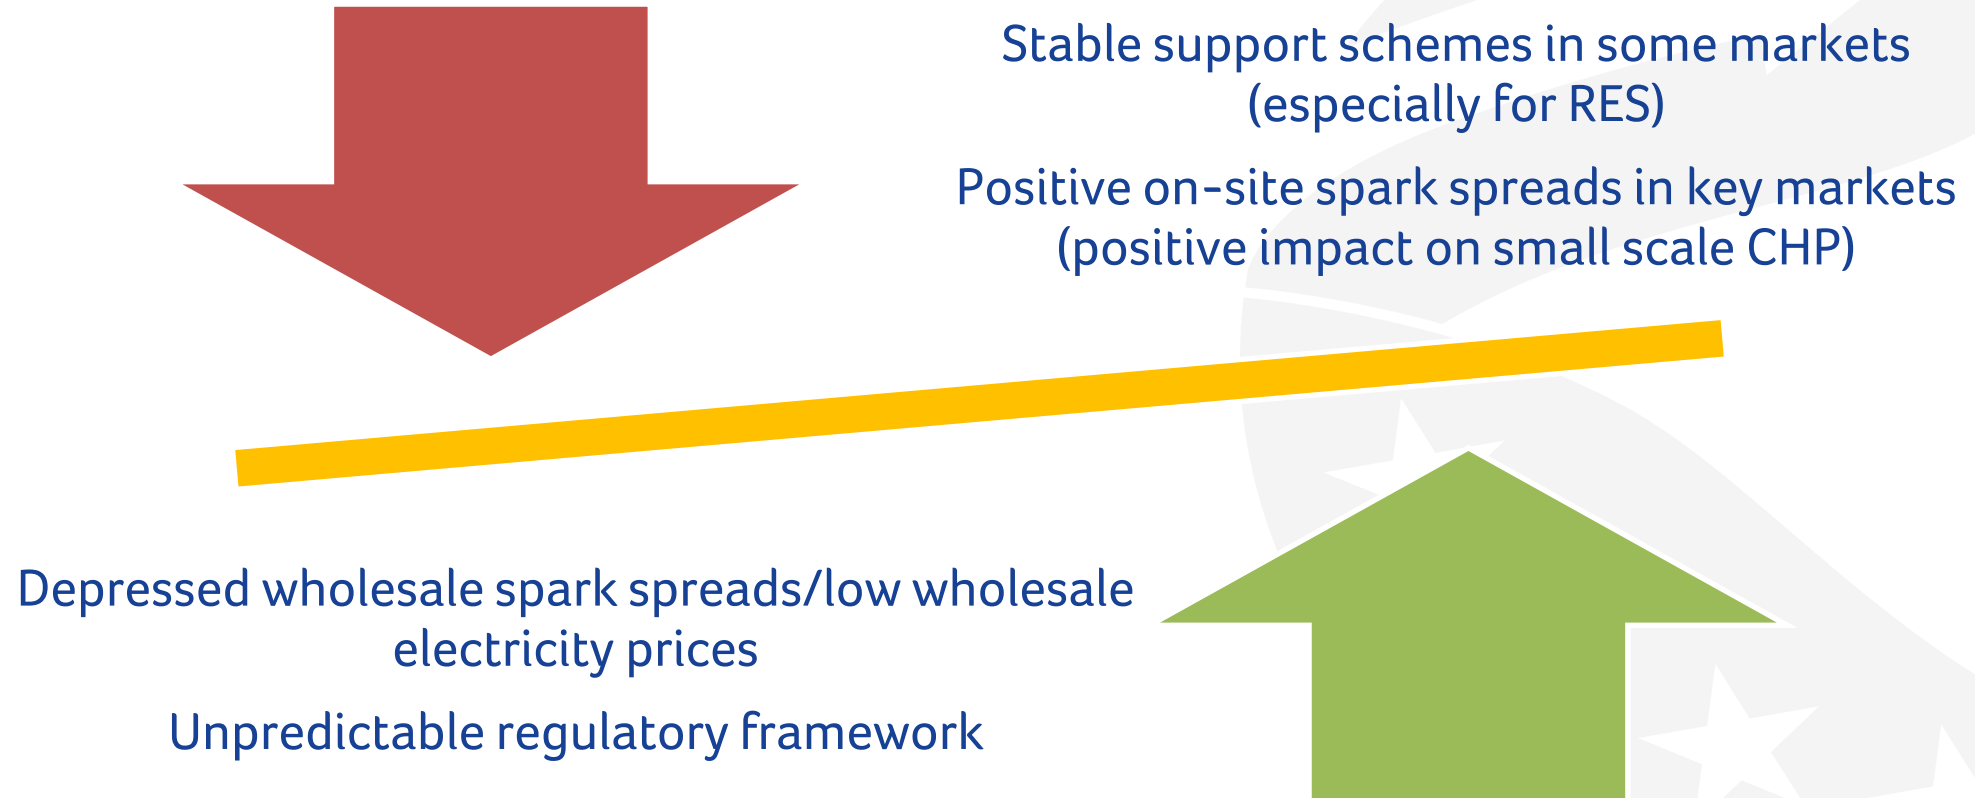 Stable support schemes in some markets
(especially for RES)
Positive on-site spark spreads in key markets
(positive impact on small scale CHP)
Depressed wholesale spark spreads/low wholesale
electricity prices
Unpredictable regulatory framework